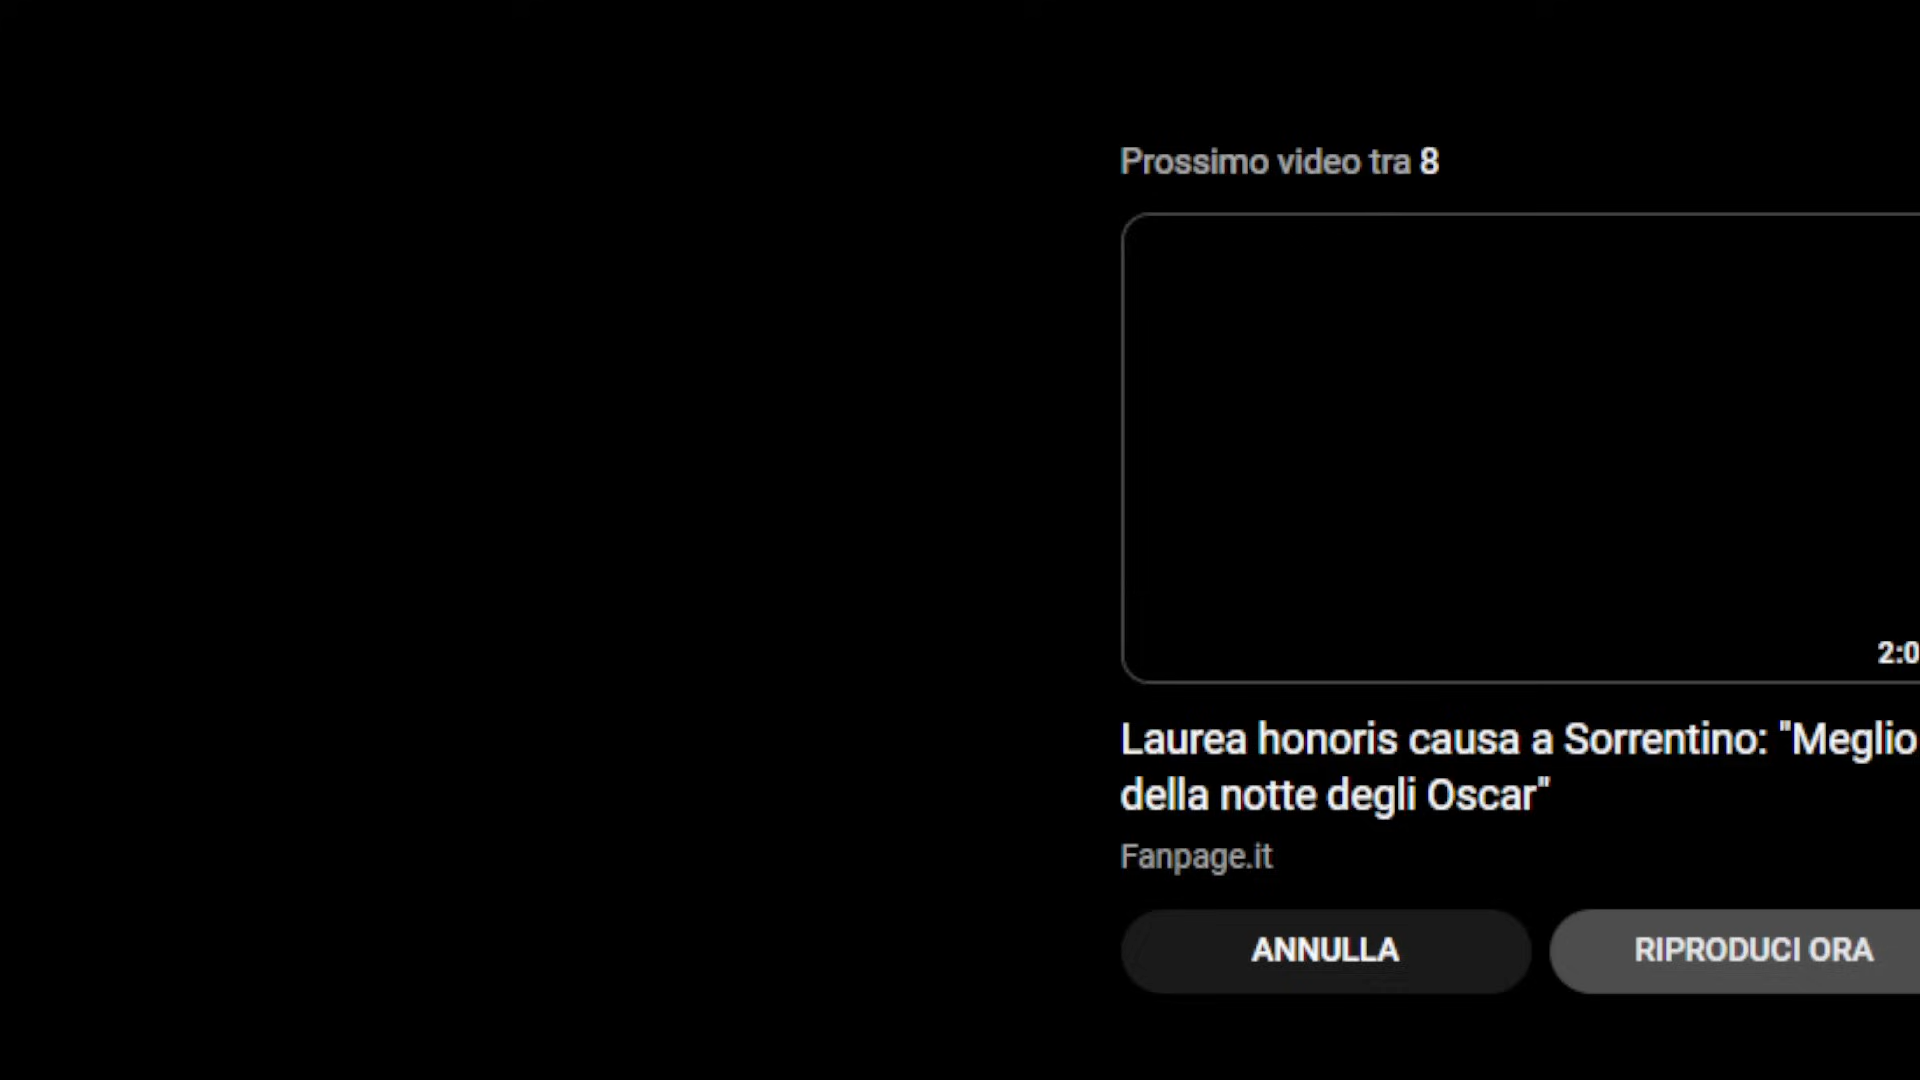 Prossimo video tra 8
2:0
Laurea honoris causa a Sorrentino: "Meglio
della notte degli Oscar"
Fanpage.it
ANNULLA
RIPRODUCI ORA